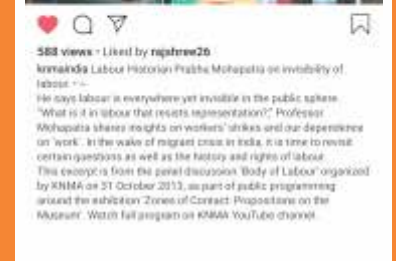 588 views · Liked by rajshree26
knmaindia Labour Historian Prabhu Mohapatra on invisibility of
labour - --
He says labour is everywhere yet invisible in the public sphere.
"What is it in labour that resists representation?," Professor
Mohapatra shares insights on workers' strikes and our dependence
on 'work'. In the wake of migrant crisis in India, it is time to revisit
certain questions as well as the history and rights of labour
This excerpt is from the panel discussion 'Body of Labour' organized
by KNMA on 31 October 2013, as part of public programming
around the exhibition 'Zones of Contact: Propositions on the
Museum'. Watch full program on KNMA YouTube channel.